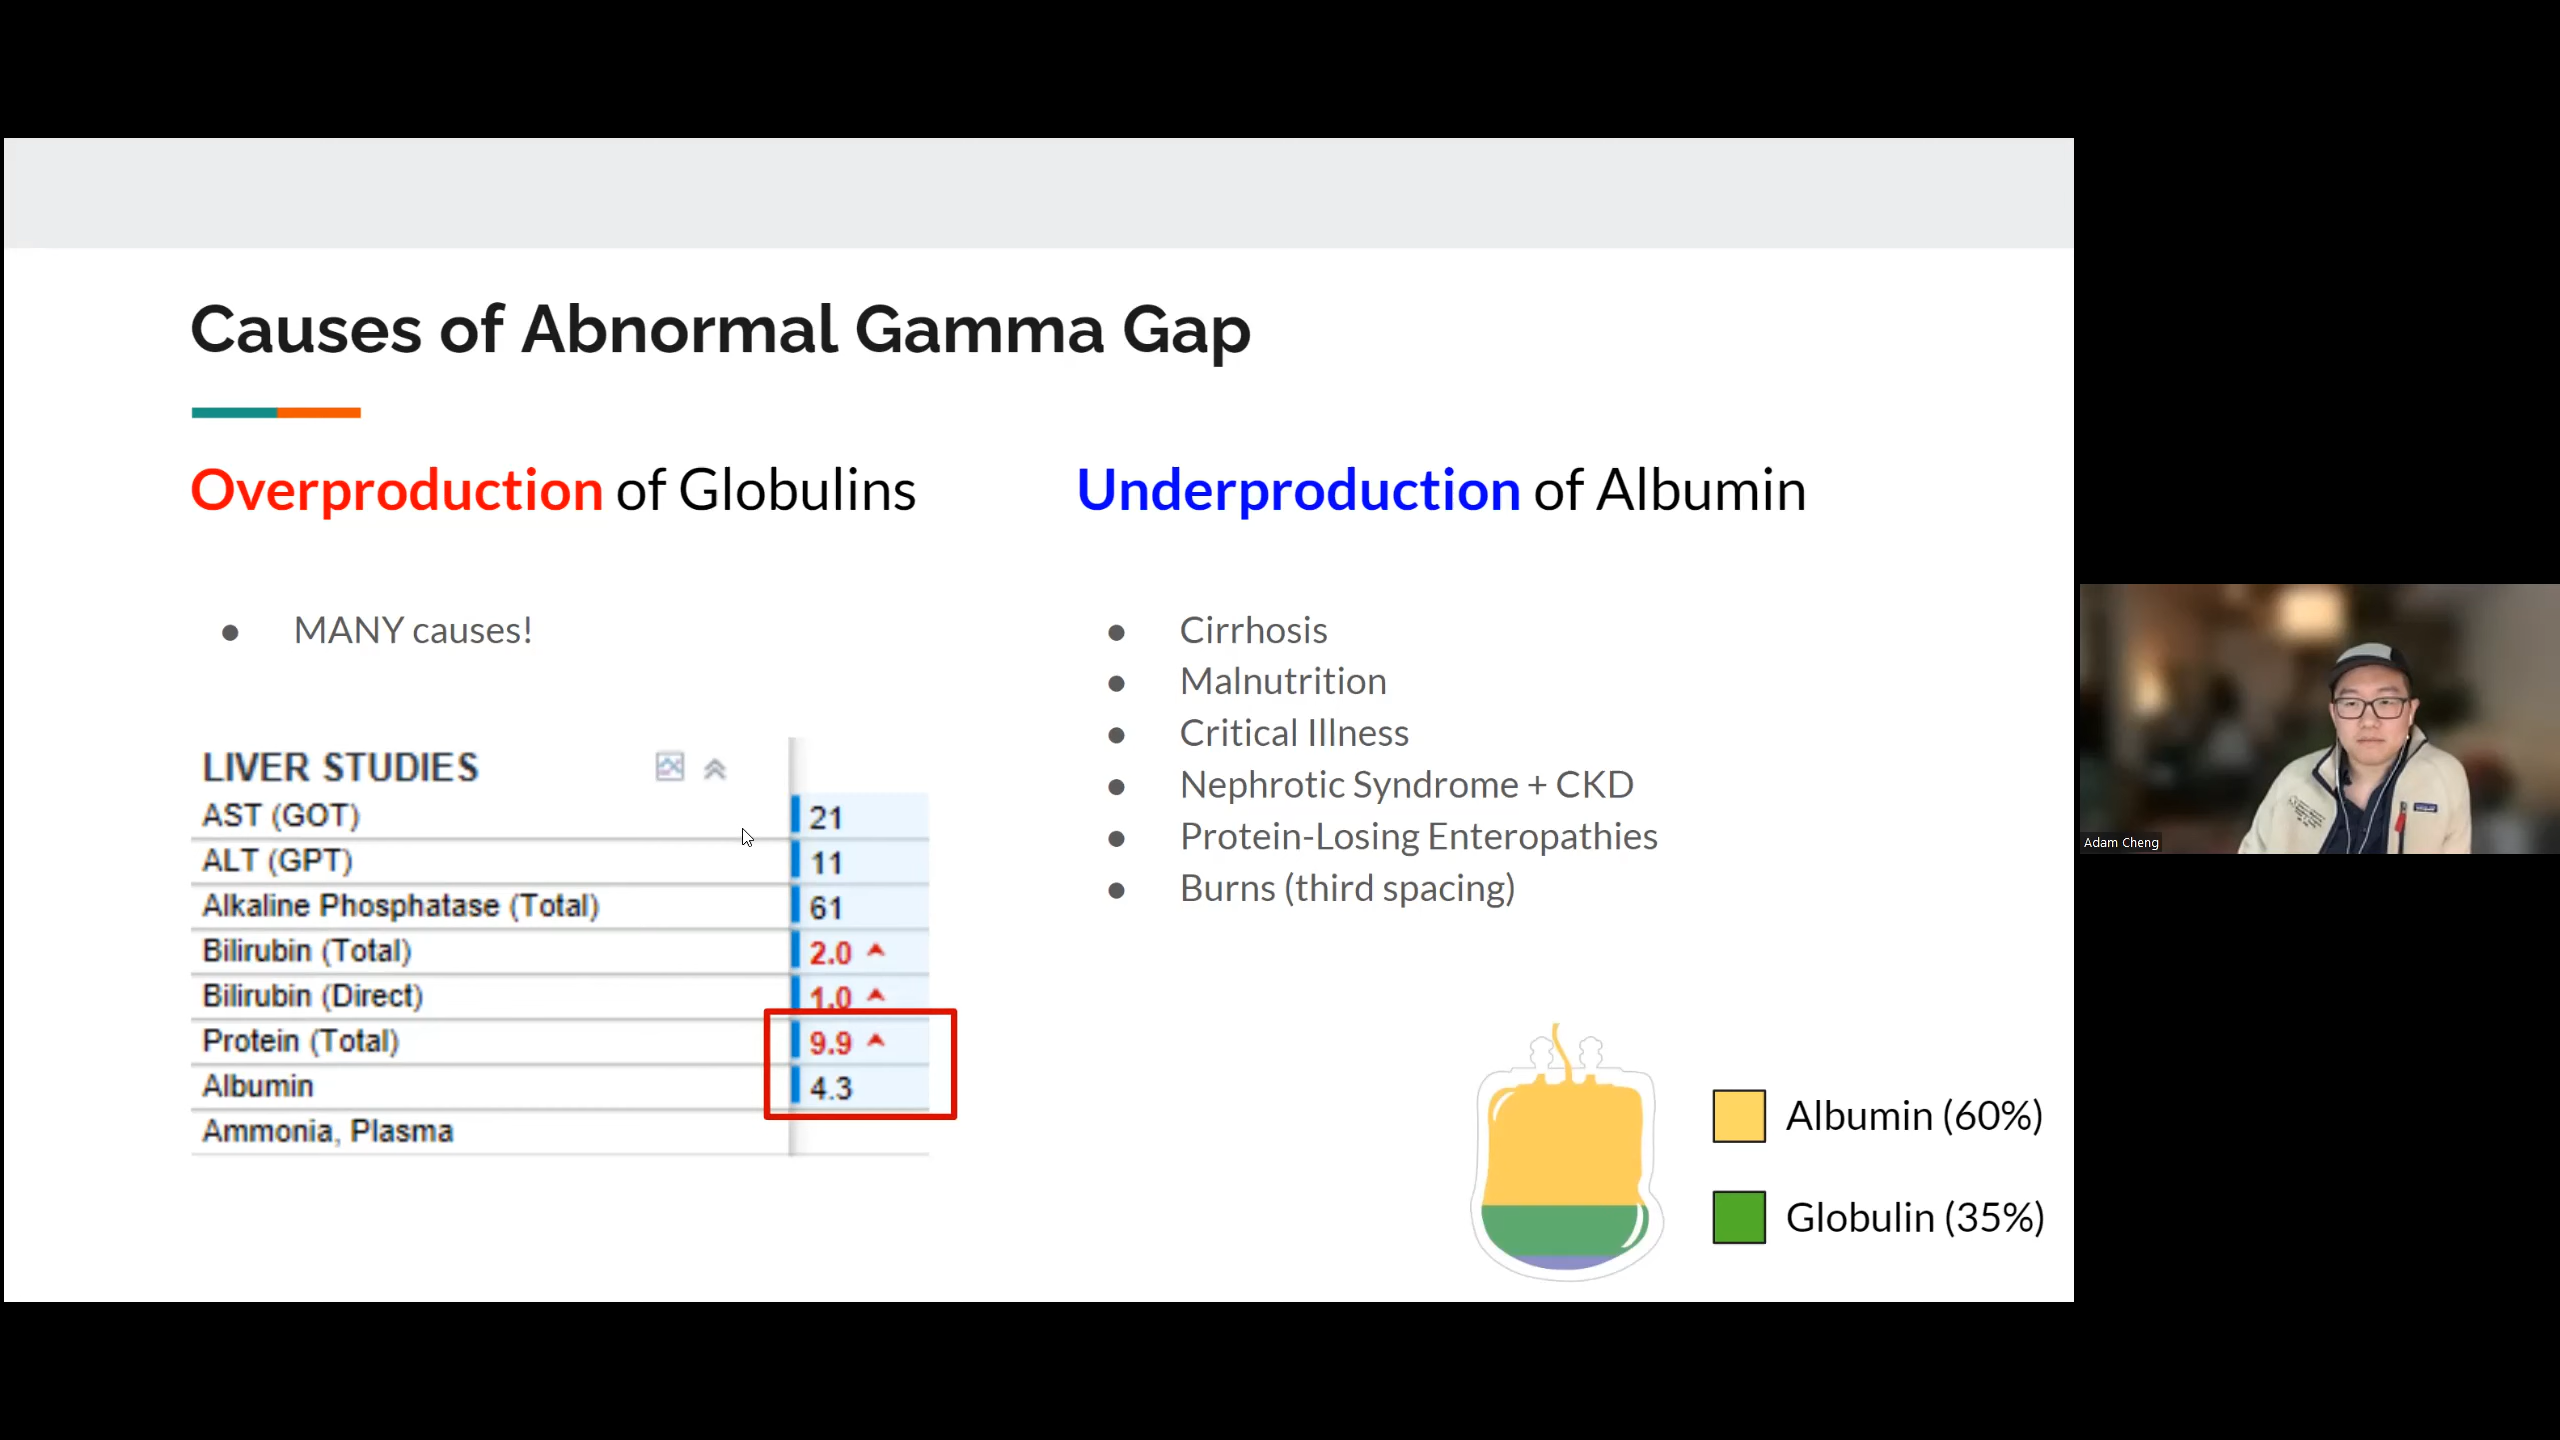 Causes of Abnormal Gamma Gap
Overproduction of Globulins
● MANY causes!
LIVER STUDIES
AST (GOT) 21
ALT (GPT) 11
Alkaline Phosphatase (Total) 61
Bilirubin (Total) 2.0
Bilirubin (Direct) 1.0
Protein (Total) 9.9
Albumin 4.3
Ammonia, Plasma
Underproduction of Albumin
● Cirrhosis
● Malnutrition
● Critical Illness
● Nephrotic Syndrome + CKD
● Protein-Losing Enteropathies
● Burns (third spacing)
Albumin (60%)
Globulin (35%)
Adam Cheng